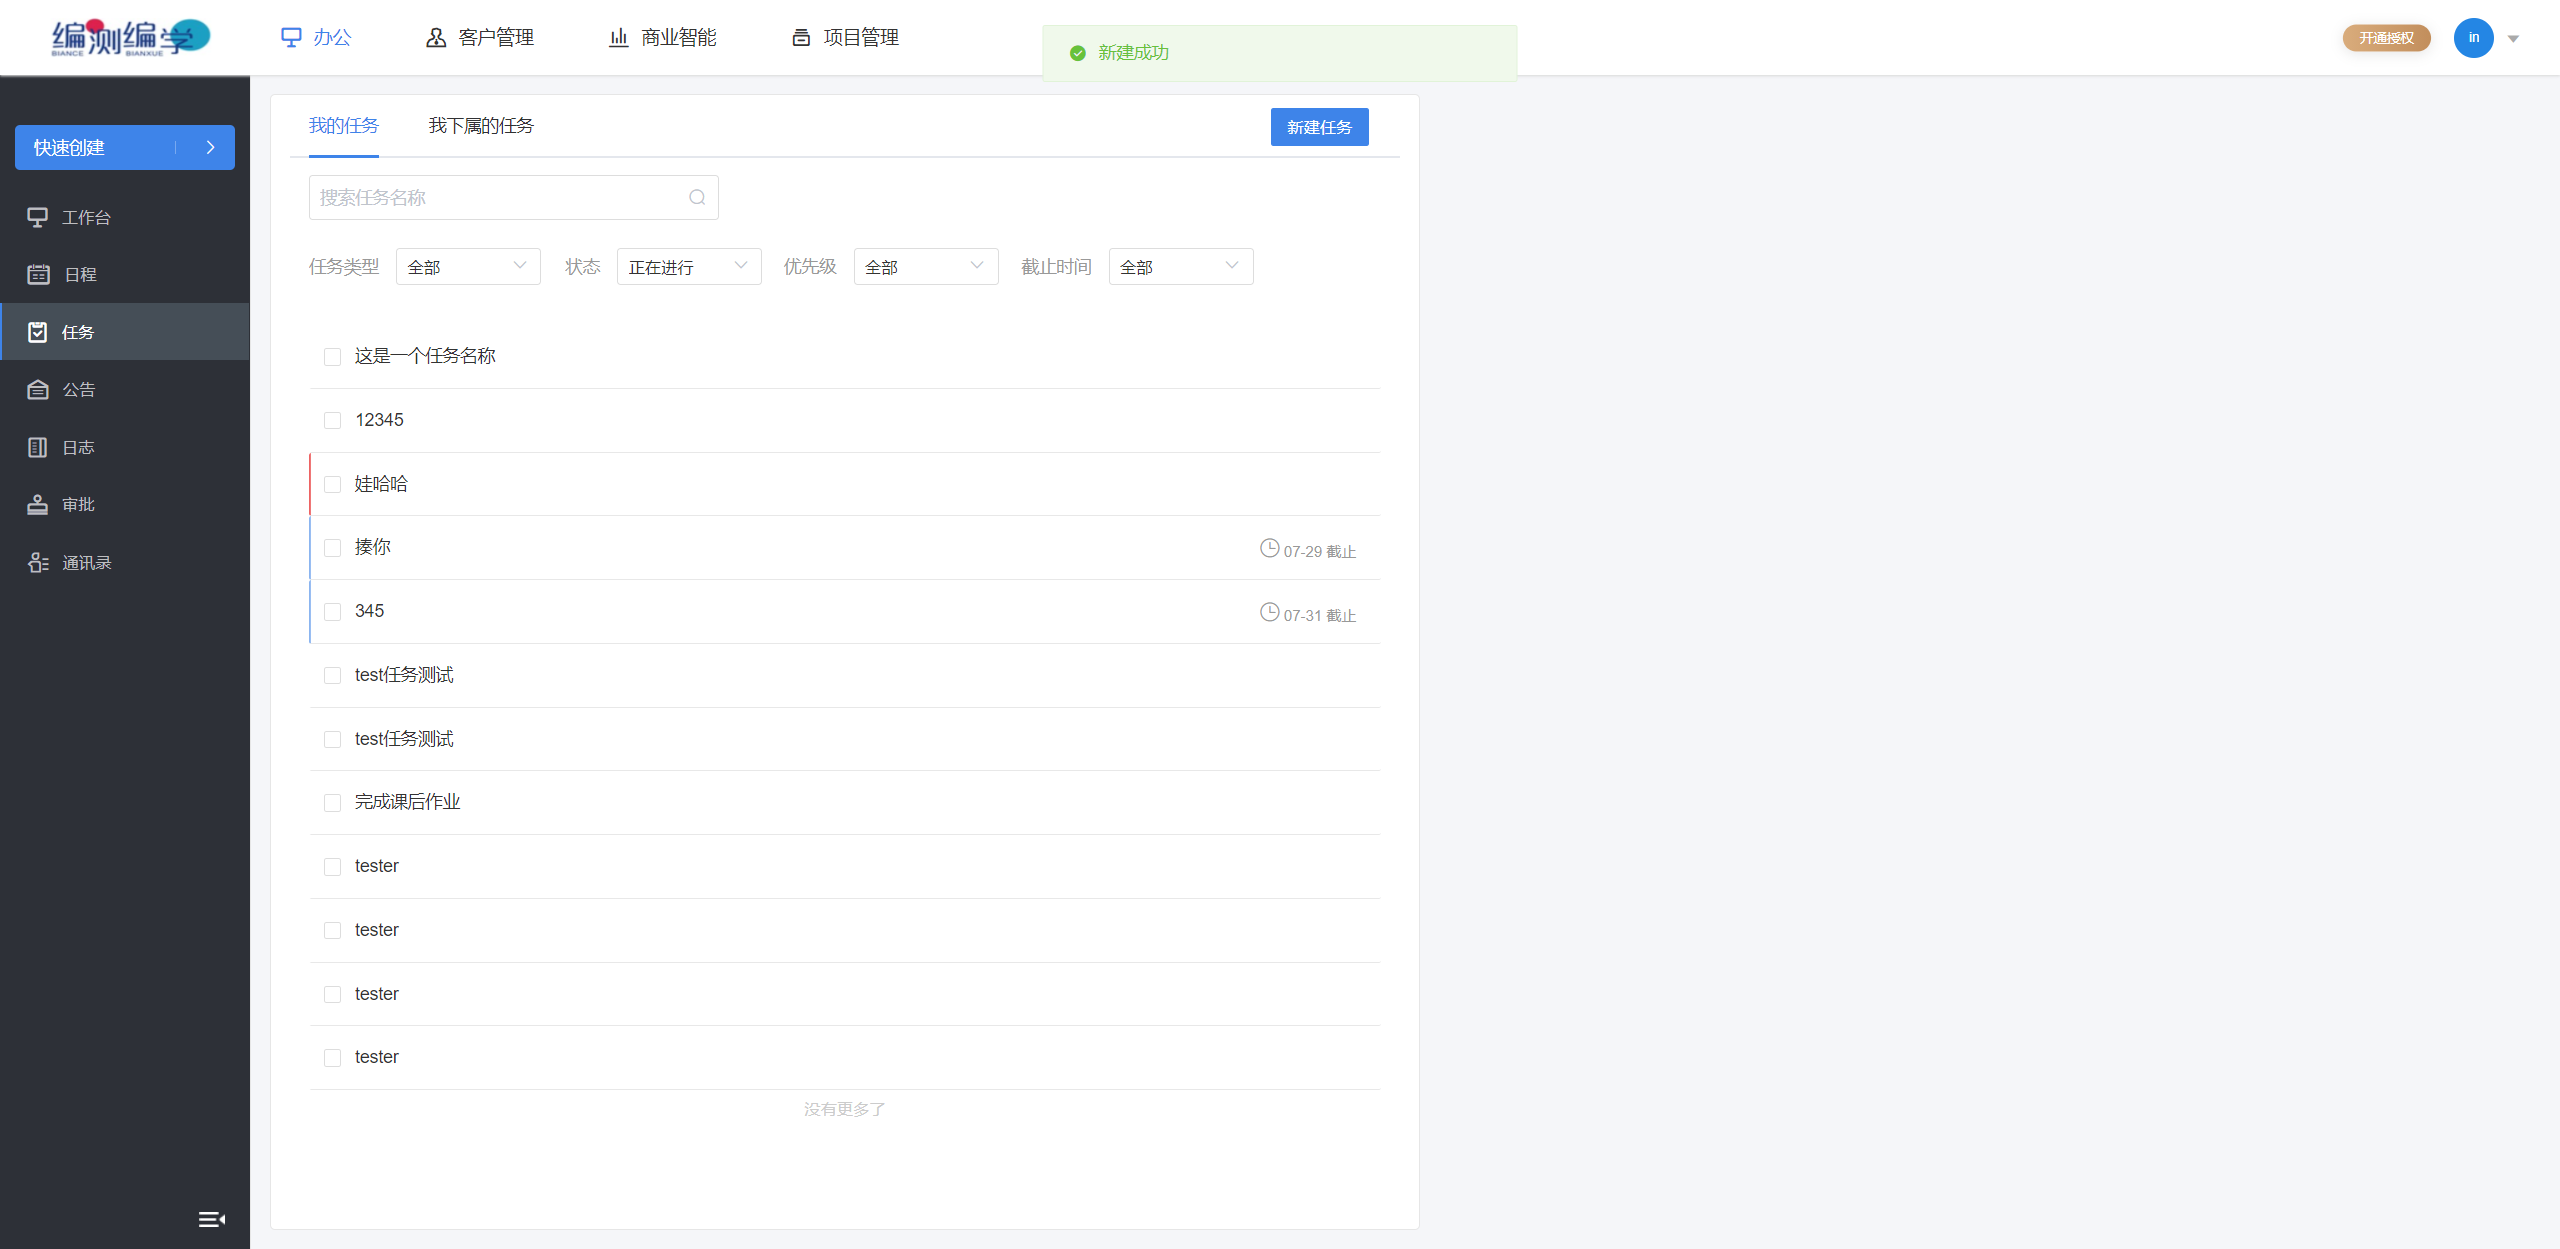 编测编学
BIANCE BIANXUE
办公
客户管理
商业智能
项目管理
新建成功
开通授权
in
快速创建
工作台
日程
任务
公告
日志
审批
通讯录
我的任务
我下属的任务
新建任务
搜索任务名称
任务类型 全部 状态 正在进行 优先级 全部 截止时间 全部
这是一个任务名称
12345
娃哈哈
揍你 07-29 截止
345 07-31 截止
test任务测试
test任务测试
完成课后作业
tester
tester
tester
tester
没有更多了